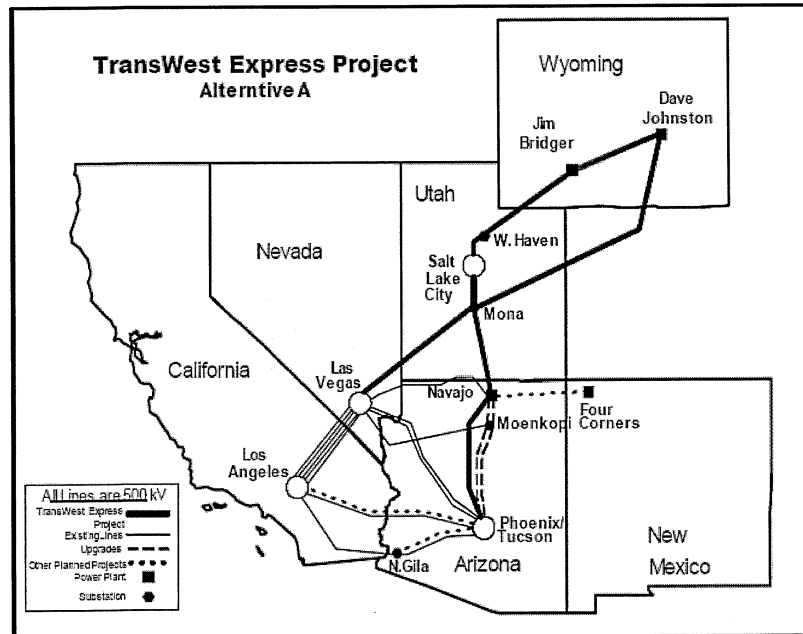 TransWest Express Project
Alterntive A
Wyoming
Dave
Johnston
Jim
Bridger
Utah
Nevada
W. Haven
Salt
Lake
City
Mona
California
Las
Vegas
Navajo
Four
Corners
Moenkopi
Los
Angeles
All Lines are 500 kV
TransWest Express
Project
Existing Lines
Upgrades
Other Planned Projects
Power Plant
Substation
Phoenix/
Tucson
N.Gila
Arizona
New
Mexico